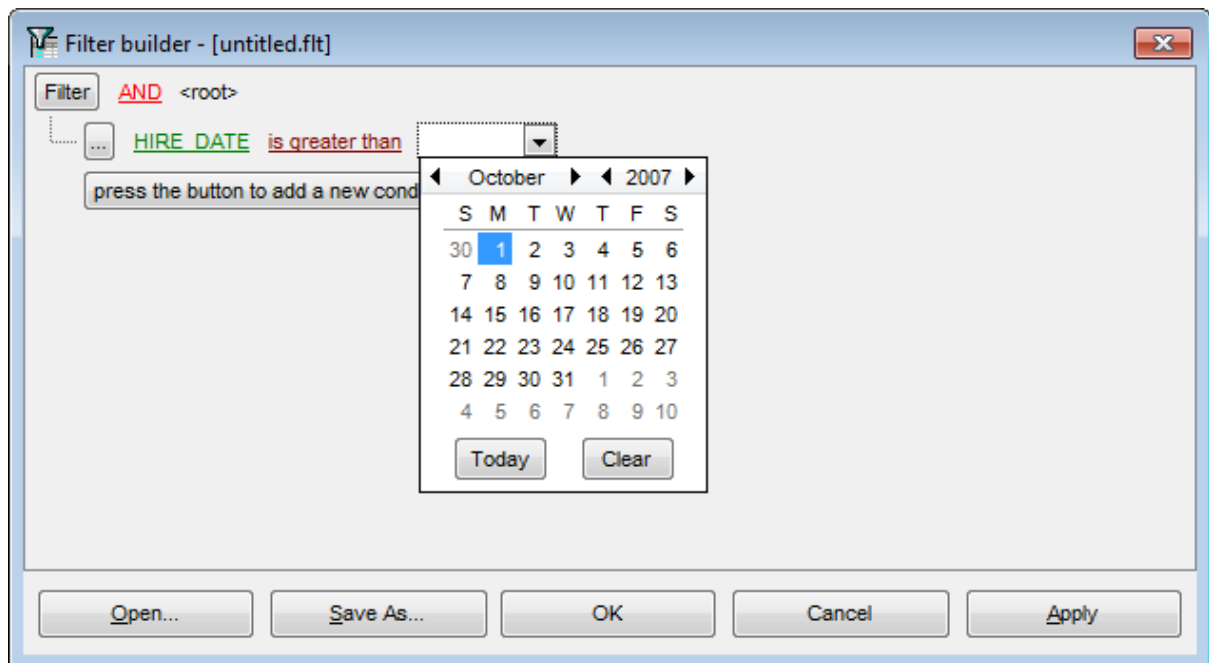 Filter builder - [untitled.flt]
Filter AND <root>
... HIRE_DATE is greater than
press the button to add a new cond
October 2007
S M T W T F S
30 1 2 3 4 5 6
7 8 9 10 11 12 13
14 15 16 17 18 19 20
21 22 23 24 25 26 27
28 29 30 31 1 2 3
4 5 6 7 8 9 10
Today Clear
Open... Save As... OK Cancel Apply